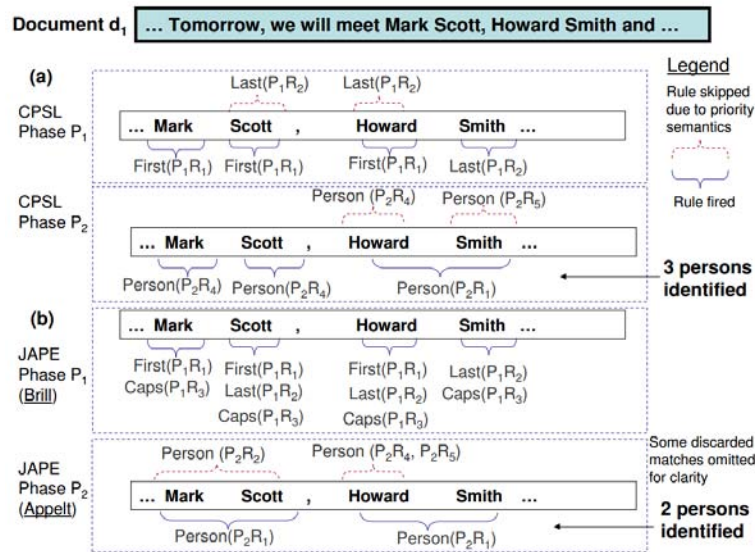 Document d1 … Tomorrow, we will meet Mark Scott, Howard Smith and …
(a)
Legend
Rule skipped
due to priority
semantics
Rule fired
CPSL
Phase P1
Last(P1R2) Last(P1R2)
… Mark Scott , Howard Smith …
First(P1R1) First(P1R1) First(P1R1) Last(P1R2)
CPSL
Phase P2
Person (P2R4) Person (P2R5)
… Mark Scott , Howard Smith …
Person(P2R4) Person(P2R4) Person(P2R1)
3 persons
identified
(b)
JAPE
Phase P1
(Brill)
… Mark Scott , Howard Smith …
First(P1R1) First(P1R1) First(P1R1) Last(P1R2)
Caps(P1R3) Last(P1R2) Last(P1R2) Caps(P1R3)
Caps(P1R3) Caps(P1R3)
JAPE
Phase P2
(Appelt)
Person (P2R2) Person (P2R4, P2R5)
… Mark Scott , Howard Smith …
Person(P2R1) Person(P2R1)
Some discarded
matches omitted
for clarity
2 persons
identified